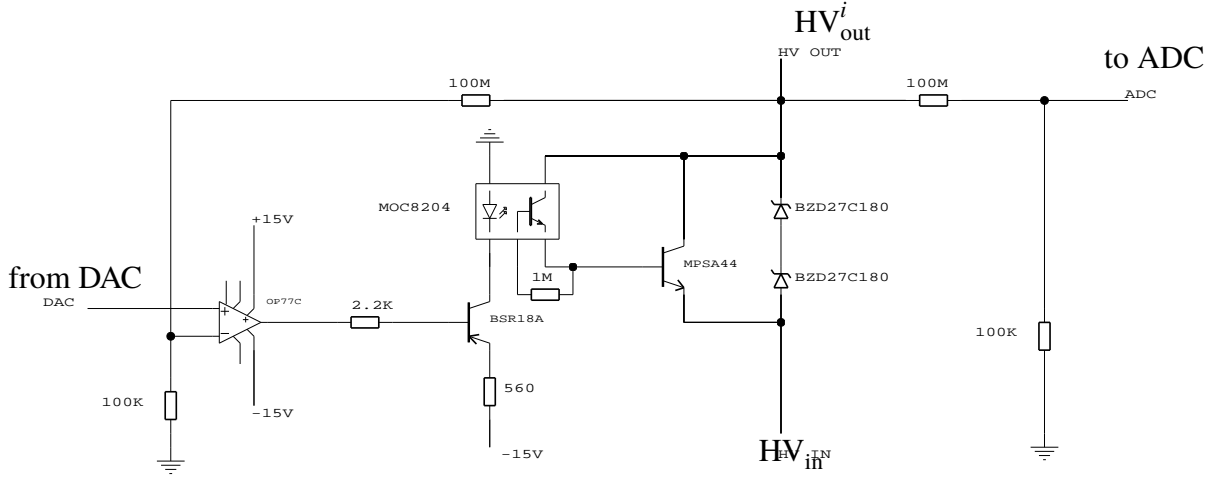 HV^i_out
HV OUT
to ADC
ADC
100M
100M
MOC8204
BZD27C180
+15V
MPSA44
from DAC
DAC
OP77C
1M
BZD27C180
+
+
−
2.2K
BSR18A
100K
560
100K
−15V
−15V
HV_in
IN